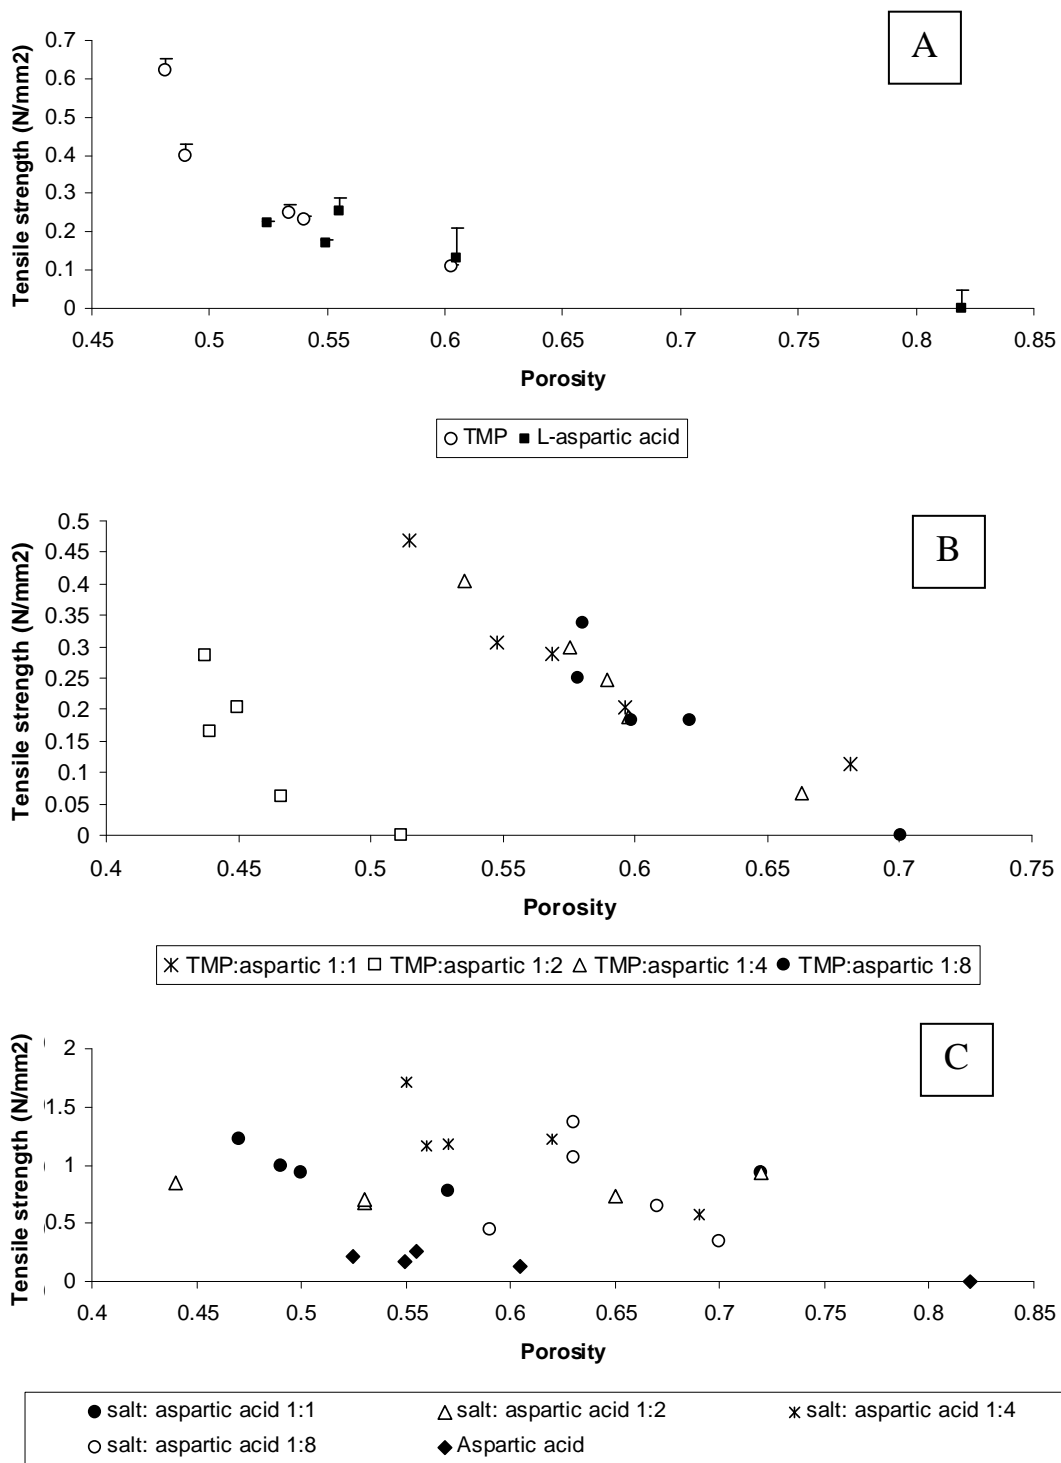 A
0.7
0.6
0.5
0.4
0.3
0.2
0.1
0
Tensile strength (N/mm2)
0.45 0.5 0.55 0.6 0.65 0.7 0.75 0.8 0.85
Porosity
TMP L-aspartic acid
B
0.5
0.45
0.4
0.35
0.3
0.25
0.2
0.15
0.1
0.05
0
Tensile strength (N/mm2)
0.4 0.45 0.5 0.55 0.6 0.65 0.7 0.75
Porosity
TMP:aspartic 1:1 TMP:aspartic 1:2 TMP:aspartic 1:4 TMP:aspartic 1:8
C
2
1.5
1
0.5
0
Tensile strength (N/mm2)
0.4 0.45 0.5 0.55 0.6 0.65 0.7 0.75 0.8 0.85
Porosity
salt: aspartic acid 1:1 salt: aspartic acid 1:2 salt: aspartic acid 1:4
salt: aspartic acid 1:8 Aspartic acid